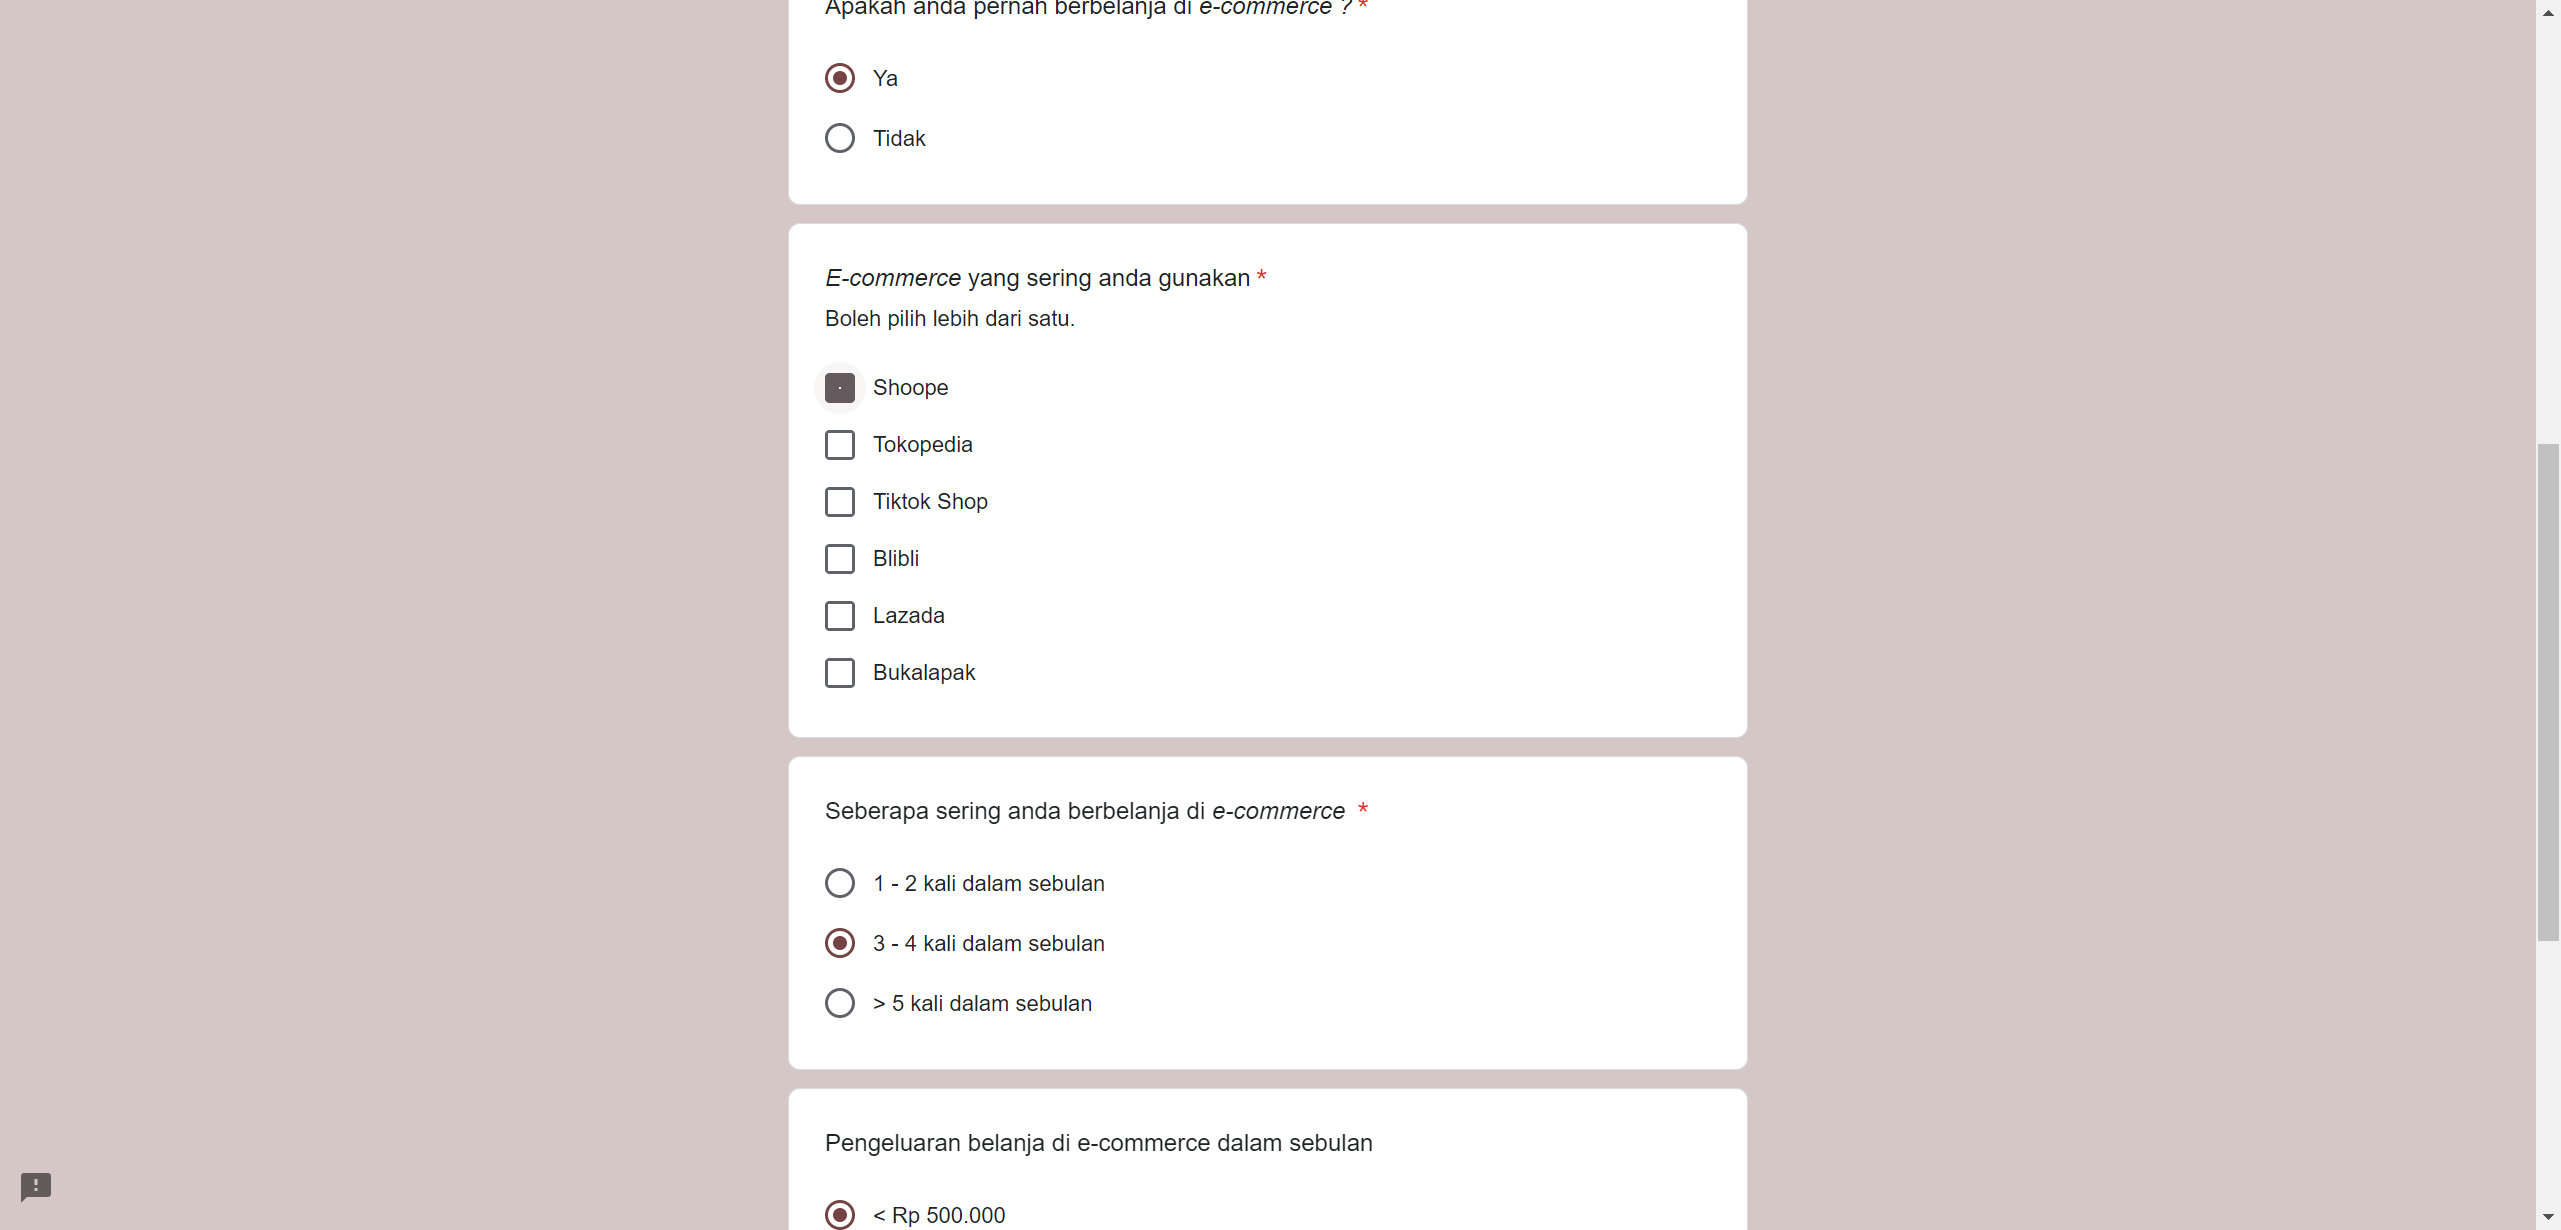 Apakah anda pernah berbelanja di e-commerce ? *
Ya
Tidak
E-commerce yang sering anda gunakan *
Boleh pilih lebih dari satu.
Shoope
Tokopedia
Tiktok Shop
Blibli
Lazada
Bukalapak
Seberapa sering anda berbelanja di e-commerce *
1 - 2 kali dalam sebulan
3 - 4 kali dalam sebulan
> 5 kali dalam sebulan
Pengeluaran belanja di e-commerce dalam sebulan
< Rp 500.000